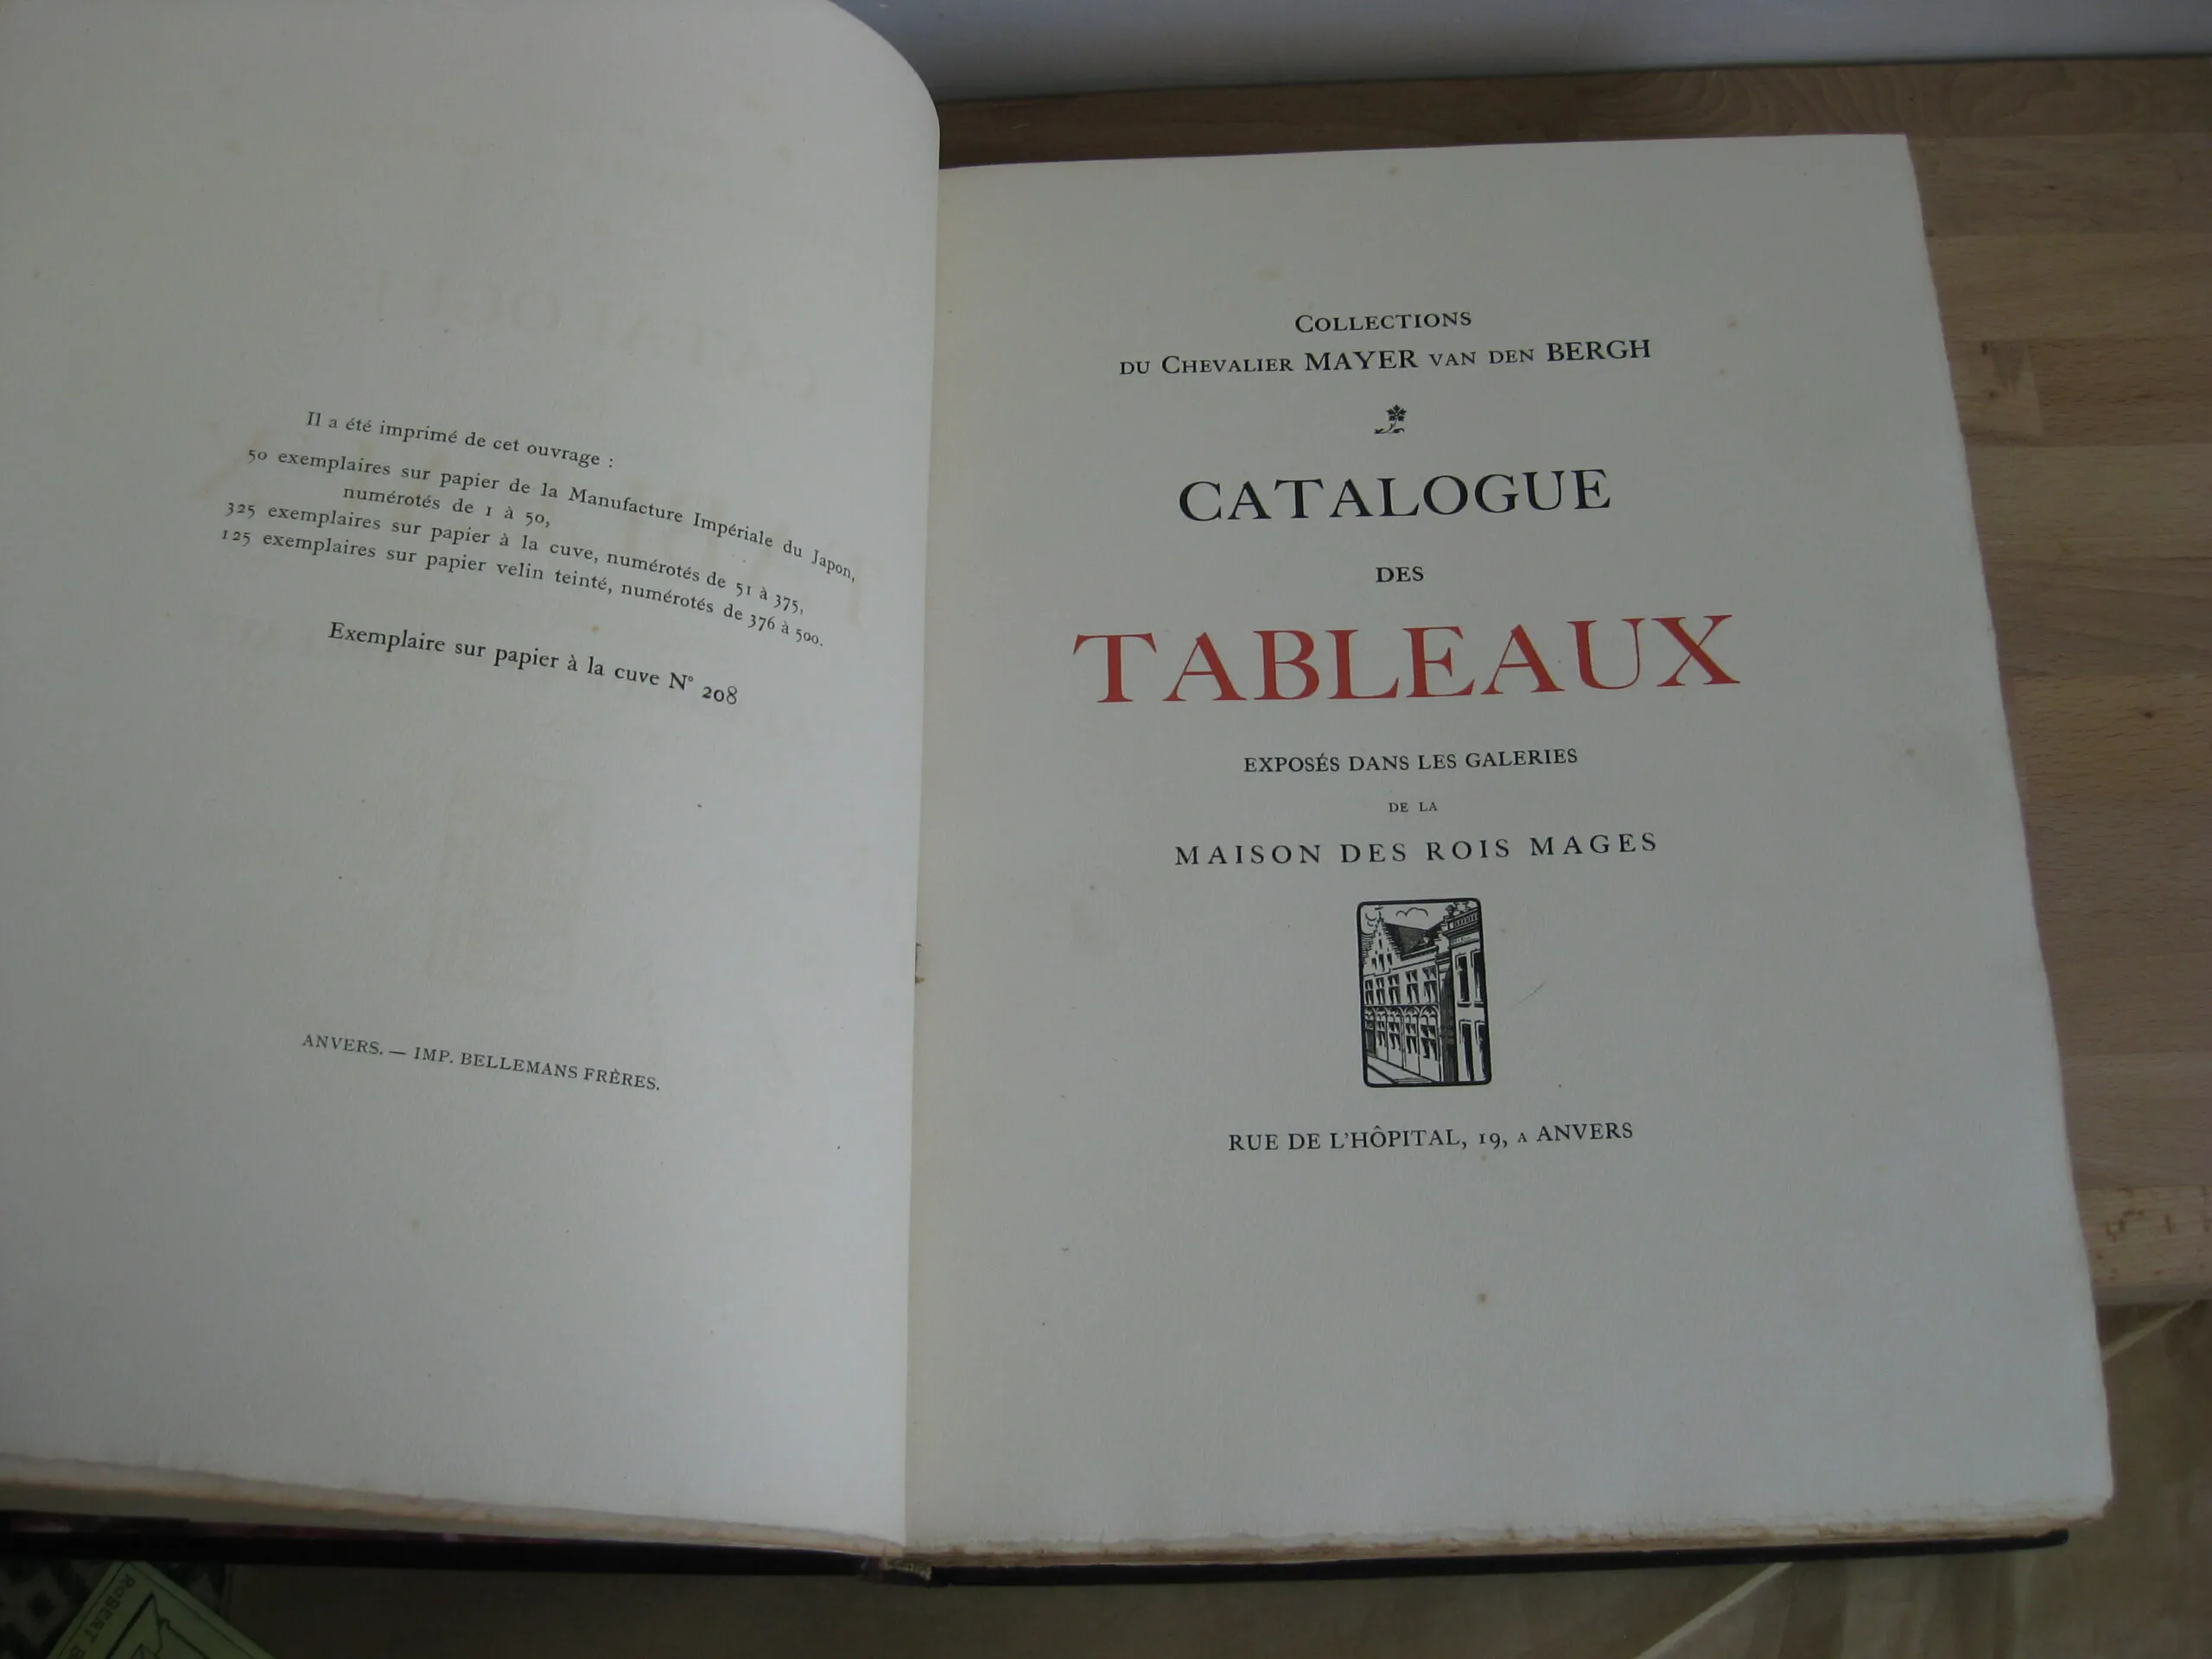 Il a été imprimé de cet ouvrage :
50 exemplaires sur papier de la Manufacture Impériale du Japon,
numérotés de 1 à 50,
325 exemplaires sur papier à la cuve, numérotés de 51 à 375,
125 exemplaires sur papier velin teinté, numérotés de 376 à 500.
Exemplaire sur papier à la cuve N° 208
ANVERS. — IMP. BELLEMANS FRÈRES.
COLLECTIONS
DU CHEVALIER MAYER VAN DEN BERGH
CATALOGUE
DES
TABLEAUX
EXPOSÉS DANS LES GALERIES
DE LA
MAISON DES ROIS MAGES
RUE DE L'HÔPITAL, 19, A ANVERS
ROBERT